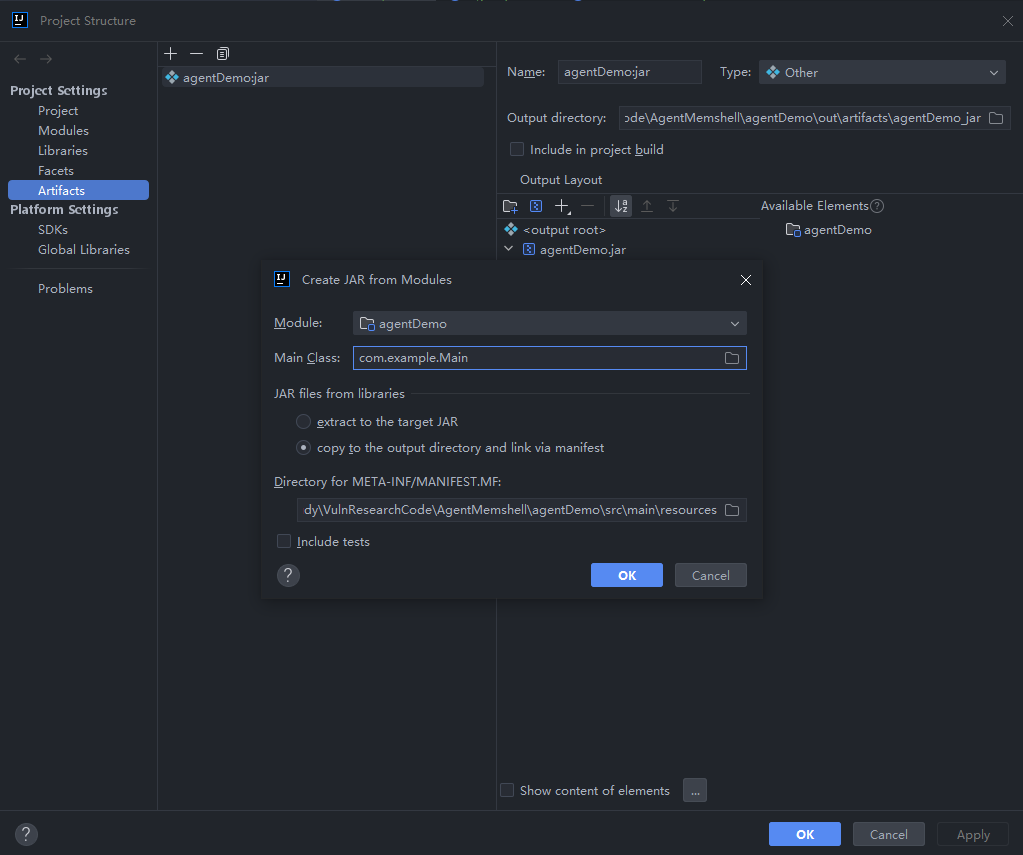 Project Structure
Project Settings
Project
Modules
Libraries
Facets
Artifacts
Platform Settings
SDKs
Global Libraries
Problems
agentDemo:jar
Name: agentDemo:jar Type: Other
Output directory: ode\AgentMemshell\agentDemo\out\artifacts\agentDemo_jar
Include in project build
Output Layout
Available Elements
<output root>
agentDemo
agentDemo.jar
Create JAR from Modules
Module: agentDemo
Main Class: com.example.Main
JAR files from libraries
extract to the target JAR
copy to the output directory and link via manifest
Directory for META-INF/MANIFEST.MF:
dy\VulnResearchCode\AgentMemshell\agentDemo\src\main\resources
Include tests
? OK Cancel
Show content of elements ...
? OK Cancel Apply